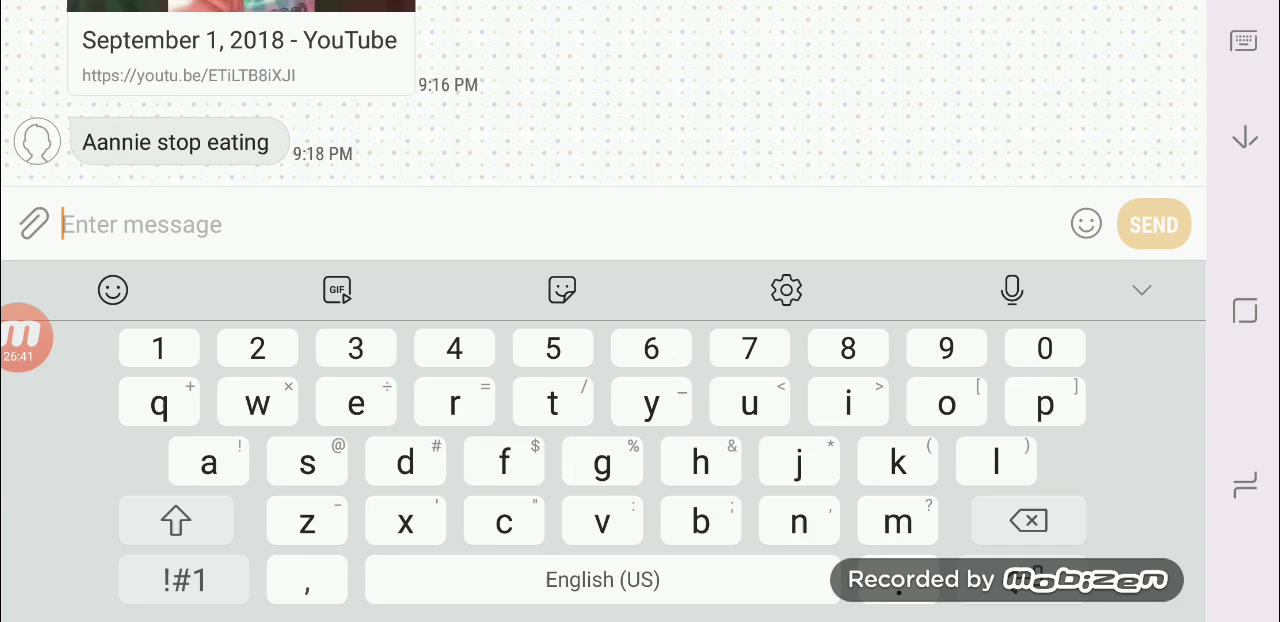 September 1, 2018 - YouTube
https://youtu.be/ETiLTB8iXJI
9:16 PM
Aannie stop eating
9:18 PM
Enter message
SEND
GIF
26:41
1 2 3 4 5 6 7 8 9 0
q + w × e ÷ r = t / y _ u < i > o [ p ]
a ! s @ d # f $ g % h & j * k ( l )
z - x ' c " v : b ; n , m ?
!#1 , English (US) .
Recorded by mobizen